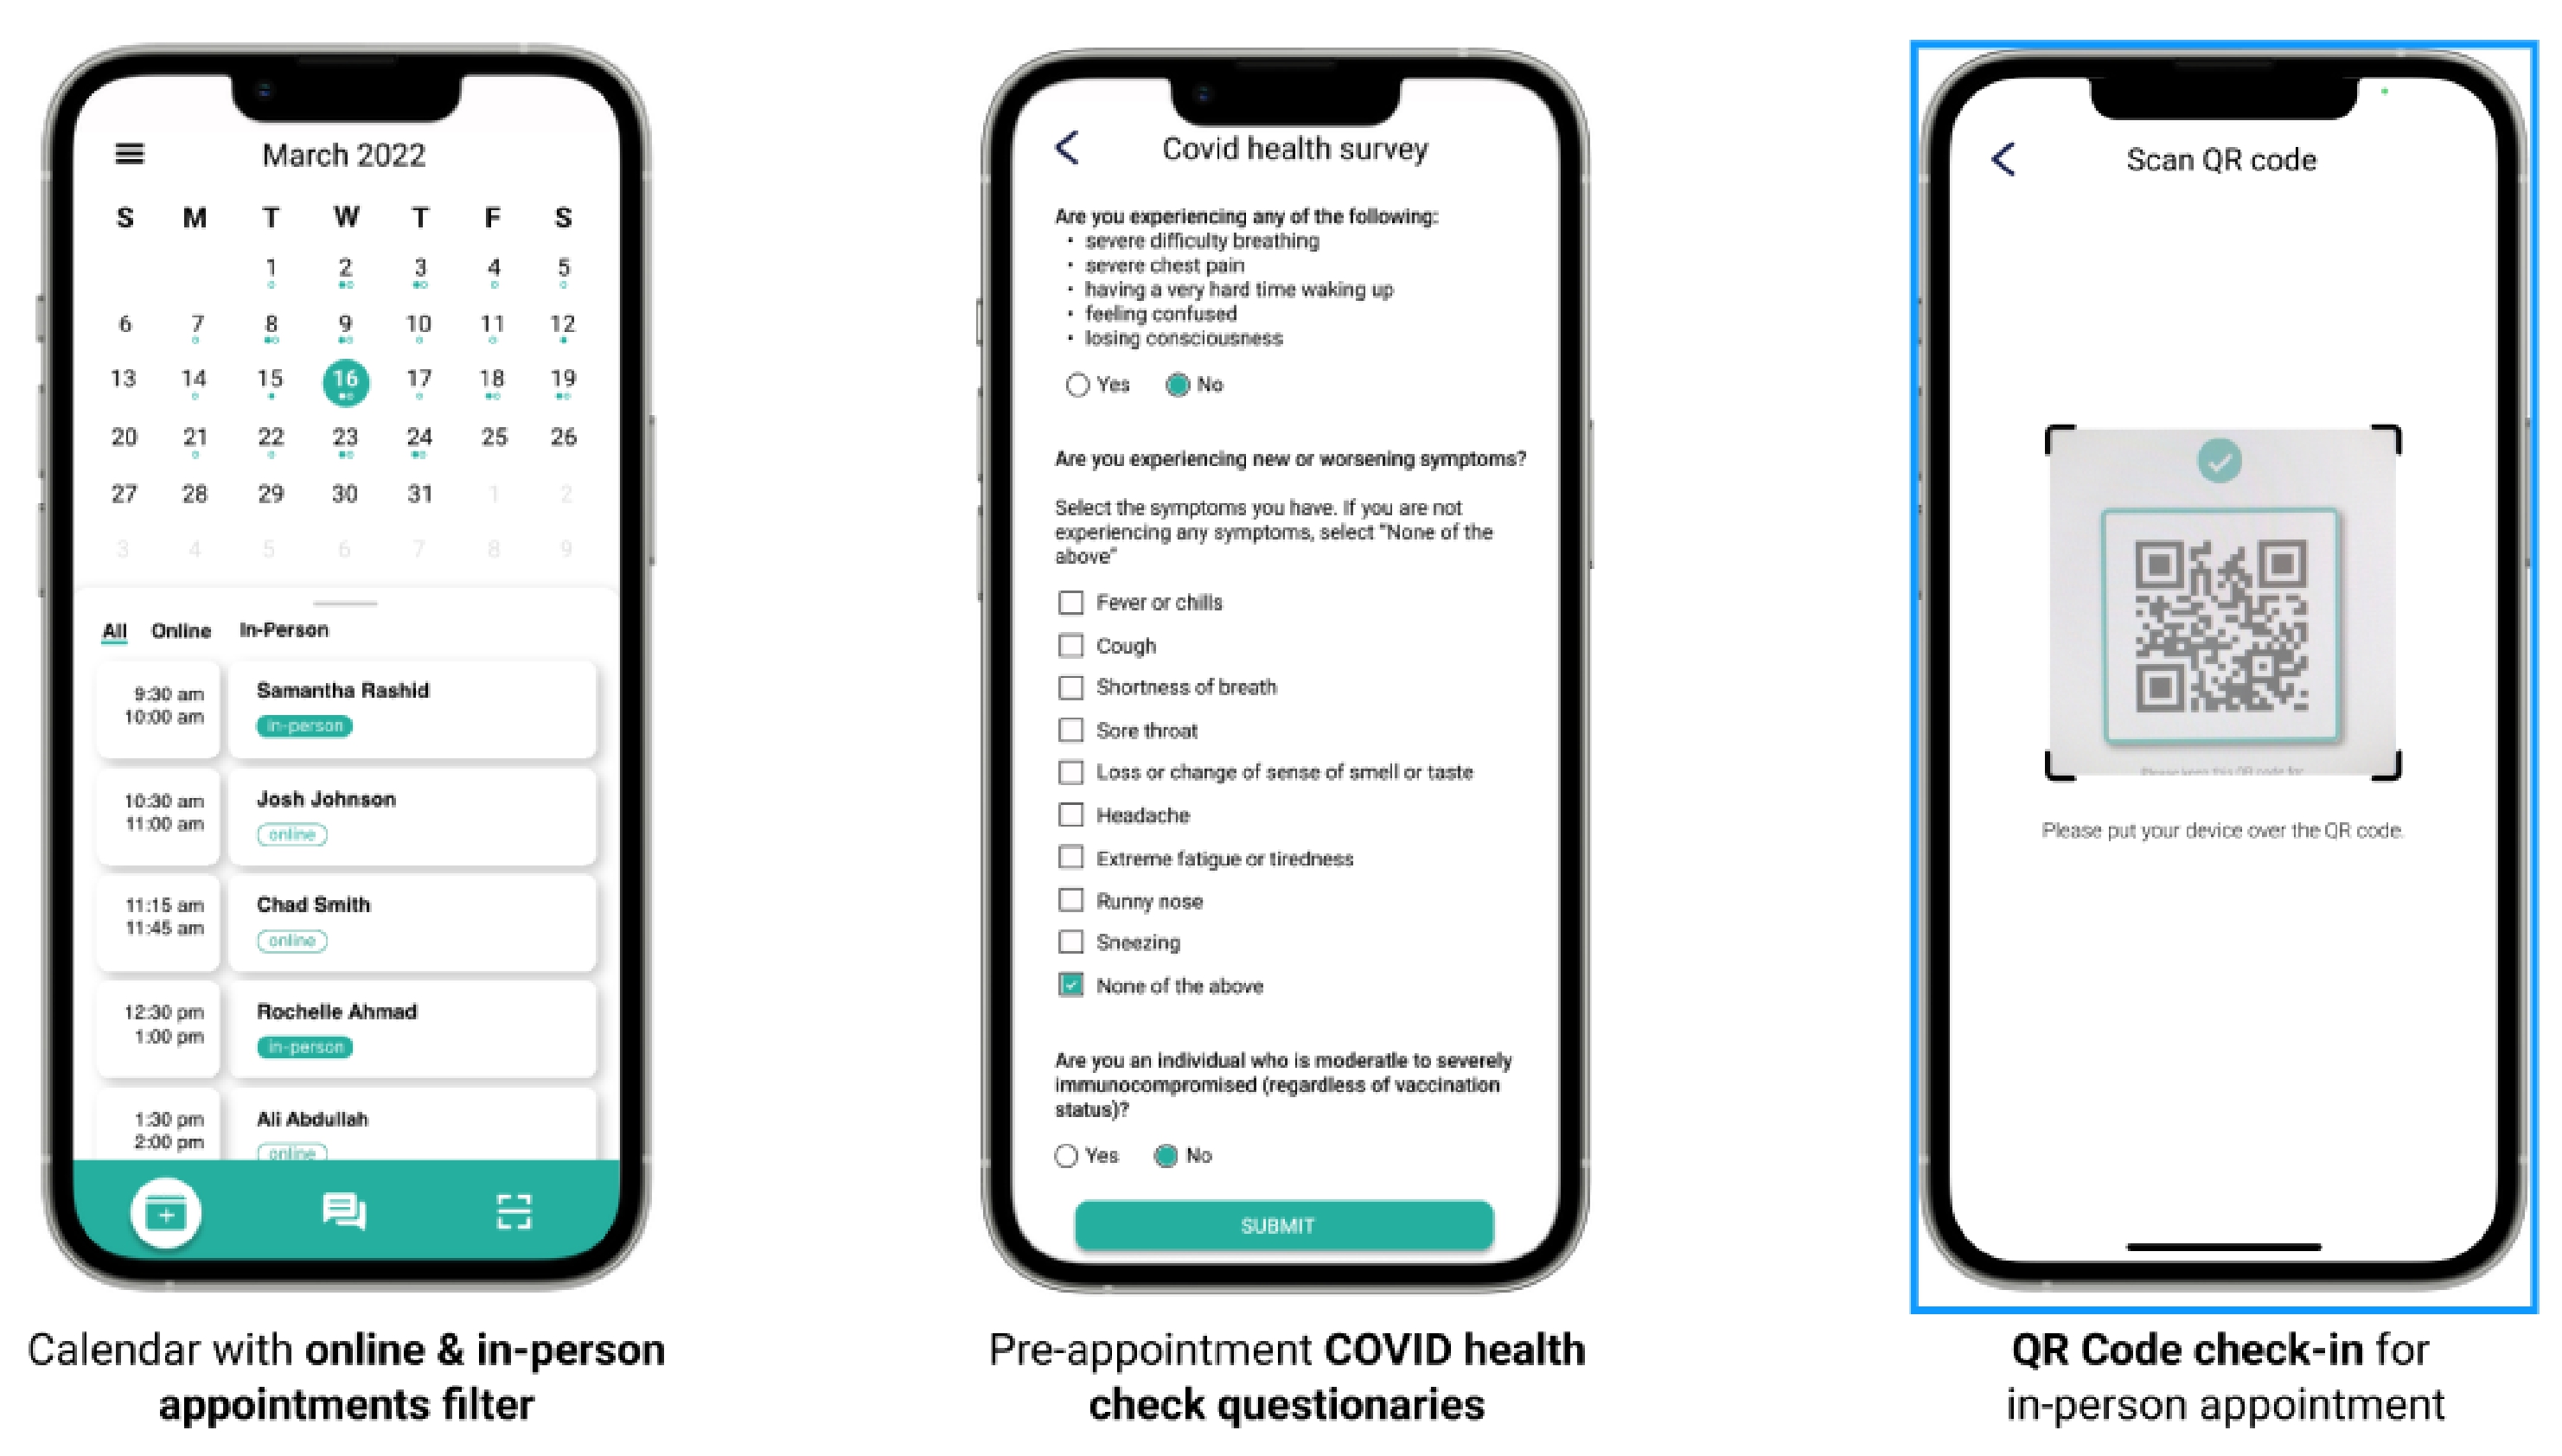 March 2022
S M T W T F S
1 2 3 4 5
6 7 8 9 10 11 12
13 14 15 16 17 18 19
20 21 22 23 24 25 26
27 28 29 30 31 1 2
3 4 5 6 7 8 9
All Online In-Person
9:30 am
10:00 am
Samantha Rashid
in-person
10:30 am
11:00 am
Josh Johnson
online
11:15 am
11:45 am
Chad Smith
online
12:30 pm
1:00 pm
Rochelle Ahmad
in-person
1:30 pm
2:00 pm
Ali Abdullah
online
Calendar with online & in-person
appointments filter
Covid health survey
Are you experiencing any of the following:
• severe difficulty breathing
• severe chest pain
• having a very hard time waking up
• feeling confused
• losing consciousness
Yes No
Are you experiencing new or worsening symptoms?
Select the symptoms you have. If you are not
experiencing any symptoms, select "None of the
above"
Fever or chills
Cough
Shortness of breath
Sore throat
Loss or change of sense of smell or taste
Headache
Extreme fatigue or tiredness
Runny nose
Sneezing
None of the above
Are you an individual who is moderatle to severely
immunocompromised (regardless of vaccination
status)?
Yes No
SUBMIT
Pre-appointment COVID health
check questionaries
Scan QR code
Please keep this QR code for
Please put your device over the QR code.
QR Code check-in for
in-person appointment